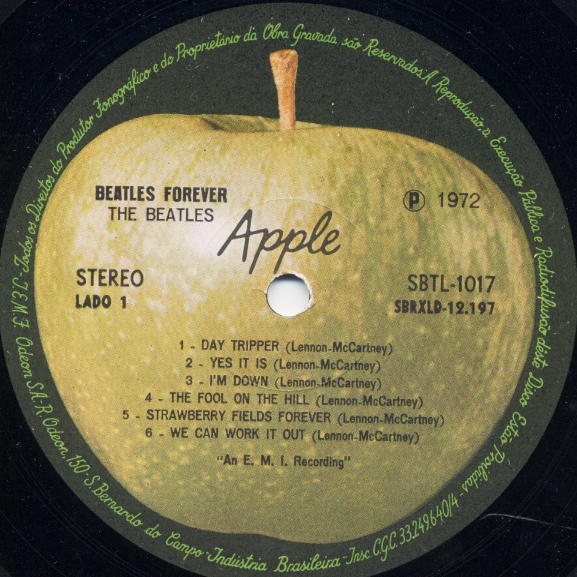 Todos os Direitos do Produtor Fonográfico e do Proprietário da Obra Gravada são Reservados. A Reprodução, a Execução Pública e Radiodifusão deste Disco Estão Proibidas
BEATLES FOREVER
THE BEATLES
Ⓟ 1972
Apple
STEREO
SBTL-1017
LADO 1
SBRXLD-12.197
1 - DAY TRIPPER (Lennon-McCartney)
2 - YES IT IS (Lennon-McCartney)
3 - I'M DOWN (Lennon-McCartney)
4 - THE FOOL ON THE HILL (Lennon-McCartney)
5 - STRAWBERRY FIELDS FOREVER (Lennon-McCartney)
6 - WE CAN WORK IT OUT (Lennon-McCartney)
"An E. M. I. Recording"
Odeon, S.A.-R. Odeon, 150-S. Bernardo do Campo-Indústria Brasileira-Insc. C.G.C. 33.249.640/4